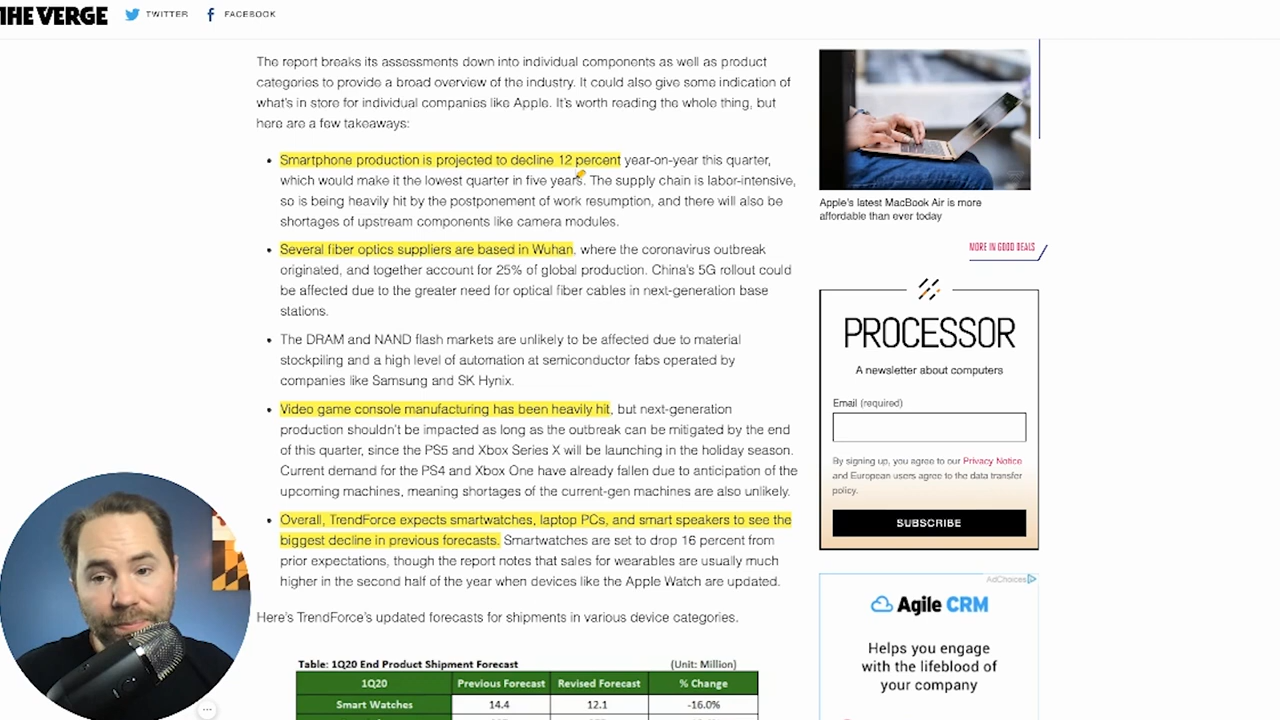 THE VERGE
TWITTER
FACEBOOK
The report breaks its assessments down into individual components as well as product
categories to provide a broad overview of the industry. It could also give some indication of
what's in store for individual companies like Apple. It's worth reading the whole thing, but
here are a few takeaways:
• Smartphone production is projected to decline 12 percent year-on-year this quarter,
which would make it the lowest quarter in five years. The supply chain is labor-intensive,
so is being heavily hit by the postponement of work resumption, and there will also be
shortages of upstream components like camera modules.
• Several fiber optics suppliers are based in Wuhan, where the coronavirus outbreak
originated, and together account for 25% of global production. China's 5G rollout could
be affected due to the greater need for optical fiber cables in next-generation base
stations.
• The DRAM and NAND flash markets are unlikely to be affected due to material
stockpiling and a high level of automation at semiconductor fabs operated by
companies like Samsung and SK Hynix.
• Video game console manufacturing has been heavily hit, but next-generation
production shouldn't be impacted as long as the outbreak can be mitigated by the end
of this quarter, since the PS5 and Xbox Series X will be launching in the holiday season.
Current demand for the PS4 and Xbox One have already fallen due to anticipation of the
upcoming machines, meaning shortages of the current-gen machines are also unlikely.
• Overall, TrendForce expects smartwatches, laptop PCs, and smart speakers to see the
biggest decline in previous forecasts. Smartwatches are set to drop 16 percent from
prior expectations, though the report notes that sales for wearables are usually much
higher in the second half of the year when devices like the Apple Watch are updated.
Here's TrendForce's updated forecasts for shipments in various device categories.
Table: 1Q20 End Product Shipment Forecast (Unit: Million)
1Q20 Previous Forecast Revised Forecast % Change
Smart Watches 14.4 12.1 -16.0%
Apple's latest MacBook Air is more
affordable than ever today
MORE IN GOOD DEALS
PROCESSOR
A newsletter about computers
Email (required)
By signing up, you agree to our Privacy Notice
and European users agree to the data transfer
policy.
SUBSCRIBE
AdChoices
Agile CRM
Helps you engage
with the lifeblood of
your company